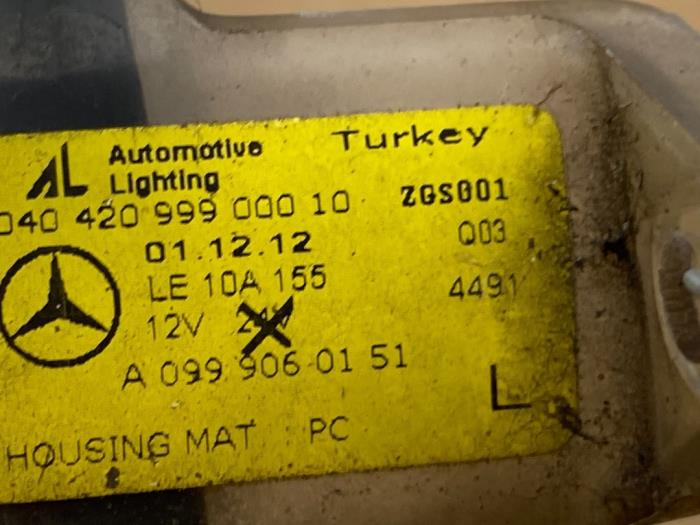 AL Automotive Lighting Turkey
040 420 999 000 10 ZGS001
01.12.12 Q03
LE 10A 155 4491
12V 24V
A 099 906 01 51
L
HOUSING MAT : PC